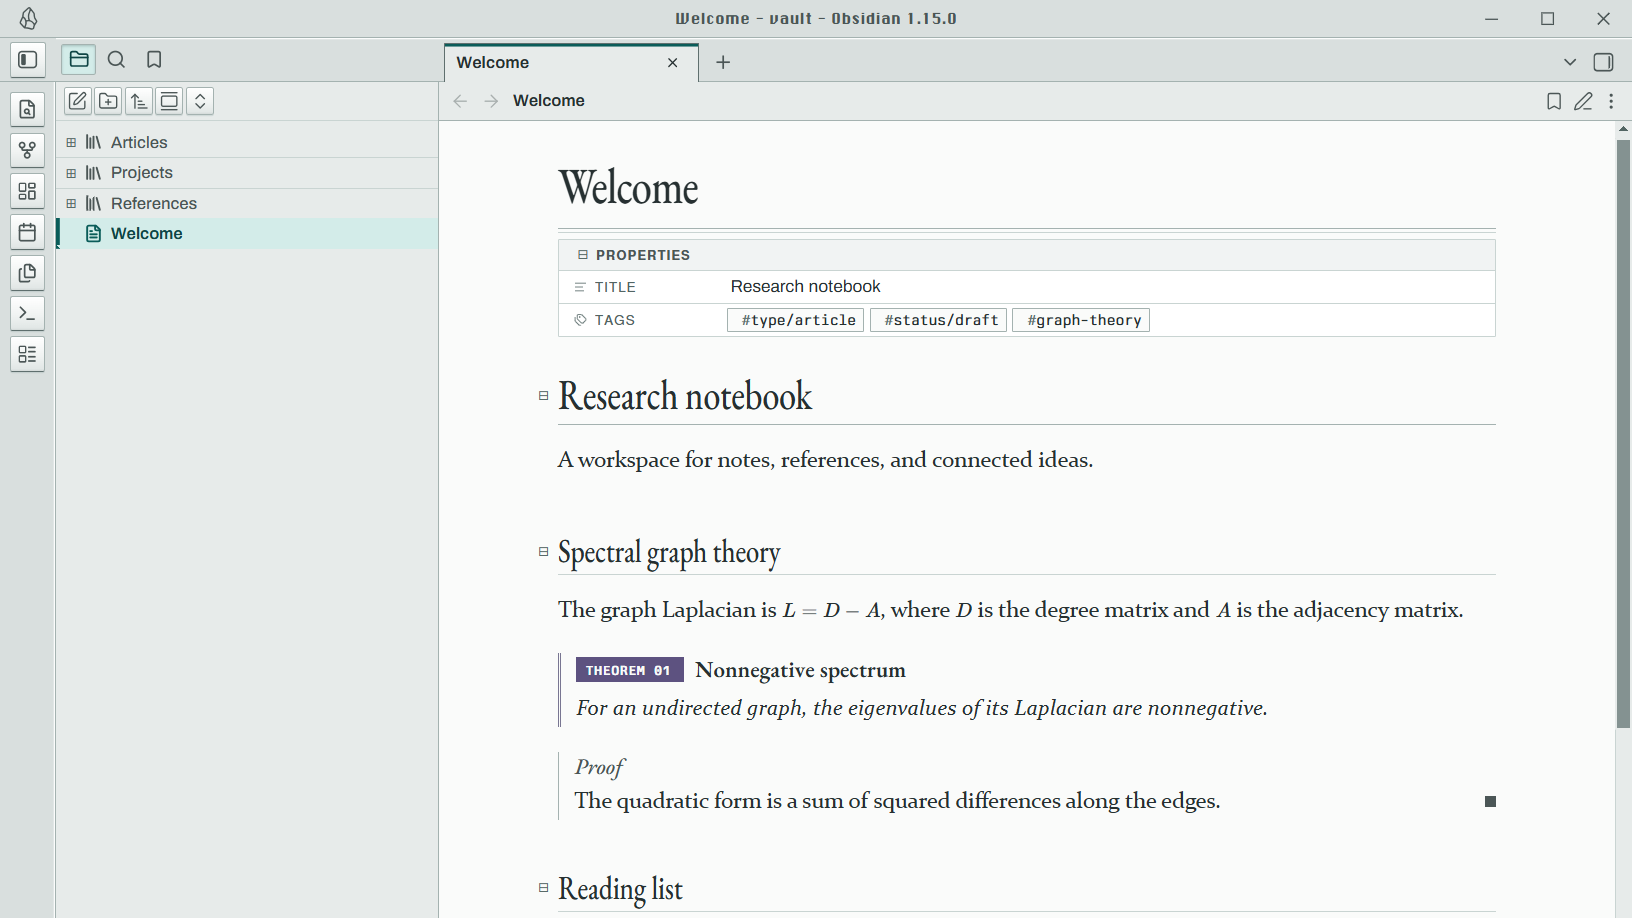 Welcome - vault - Obsidian 1.15.0
Welcome
Welcome
Articles
Projects
References
Welcome
Welcome
PROPERTIES
TITLE Research notebook
TAGS #type/article #status/draft #graph-theory
Research notebook
A workspace for notes, references, and connected ideas.
Spectral graph theory
The graph Laplacian is L = D − A, where D is the degree matrix and A is the adjacency matrix.
THEOREM 01 Nonnegative spectrum
For an undirected graph, the eigenvalues of its Laplacian are nonnegative.
Proof
The quadratic form is a sum of squared differences along the edges.
Reading list